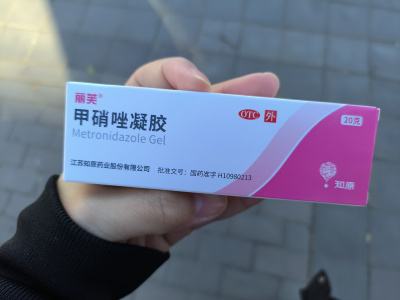 丽芙®
甲硝唑凝胶
Metronidazole Gel
OTC 外
20克
江苏知原药业股份有限公司 批准文号：国药准字 H10980213
知原